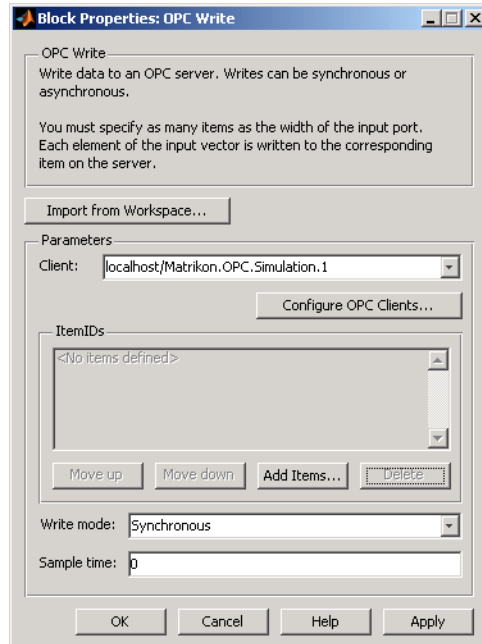 Block Properties: OPC Write
OPC Write
Write data to an OPC server. Writes can be synchronous or
asynchronous.
You must specify as many items as the width of the input port.
Each element of the input vector is written to the corresponding
item on the server.
Import from Workspace...
Parameters
Client: localhost/Matrikon.OPC.Simulation.1
Configure OPC Clients...
ItemIDs
<No items defined>
Move up Move down Add Items... Delete
Write mode: Synchronous
Sample time: 0
OK Cancel Help Apply